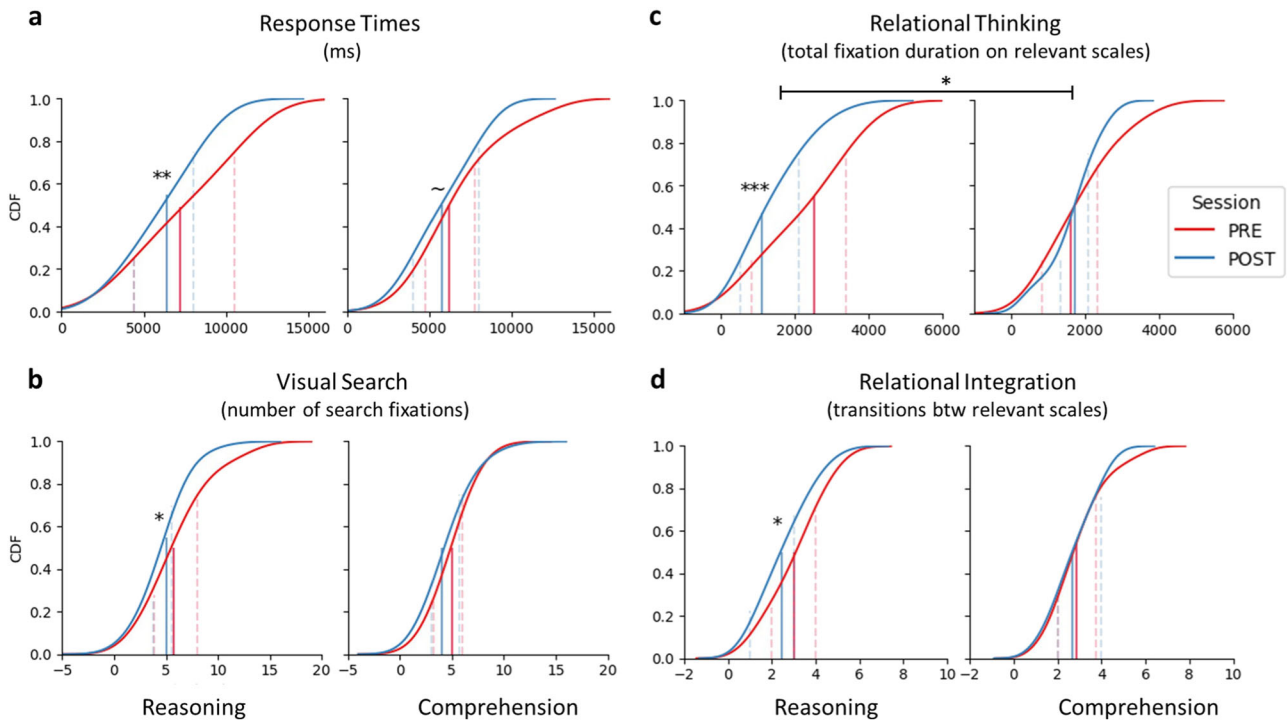 a
Response Times
(ms)
c
Relational Thinking
(total fixation duration on relevant scales)
*
1.0
0.8
0.6
0.4
0.2
0.0
CDF
**
0 5000 10000 15000
~
0 5000 10000 15000
1.0
0.8
0.6
0.4
0.2
0.0
***
0 2000 4000 6000
0 2000 4000 6000
Session
PRE
POST
b
Visual Search
(number of search fixations)
d
Relational Integration
(transitions btw relevant scales)
1.0
0.8
0.6
0.4
0.2
0.0
CDF
*
−5 0 5 10 15 20
−5 0 5 10 15 20
1.0
0.8
0.6
0.4
0.2
0.0
*
−2 0 2 4 6 8 10
−2 0 2 4 6 8 10
Reasoning Comprehension
Reasoning Comprehension